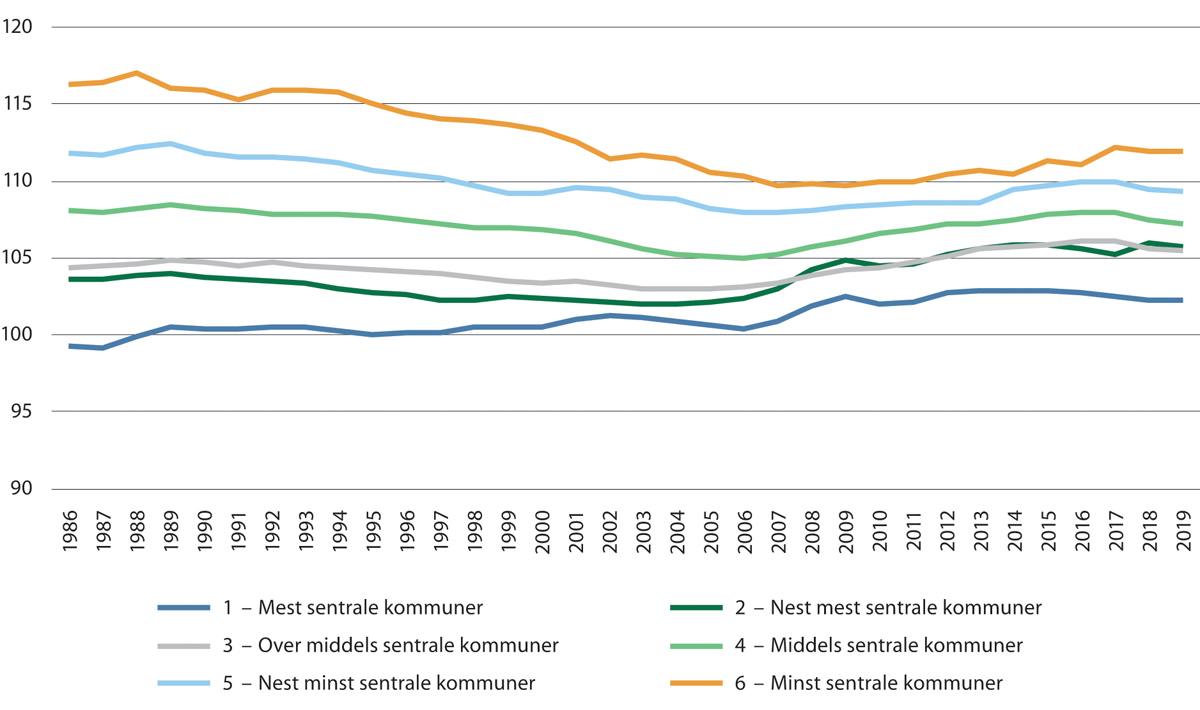 120
115
110
105
100
95
90
1986 1987 1988 1989 1990 1991 1992 1993 1994 1995 1996 1997 1998 1999 2000 2001 2002 2003 2004 2005 2006 2007 2008 2009 2010 2011 2012 2013 2014 2015 2016 2017 2018 2019
1 – Mest sentrale kommuner
2 – Nest mest sentrale kommuner
3 – Over middels sentrale kommuner
4 – Middels sentrale kommuner
5 – Nest minst sentrale kommuner
6 – Minst sentrale kommuner